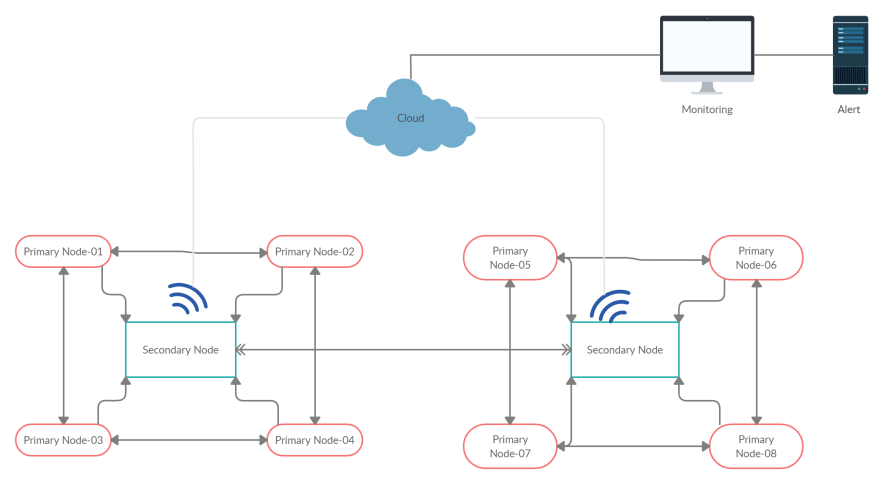 Cloud
Monitoring
Alert
Primary Node-01
Primary Node-02
Primary
Node-05
Primary
Node-06
Secondary Node
Secondary Node
Primary Node-03
Primary Node-04
Primary
Node-07
Primary
Node-08